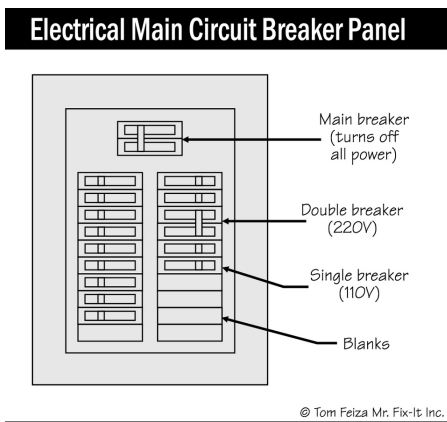 Electrical Main Circuit Breaker Panel
Main breaker
(turns off
all power)
Double breaker
(220V)
Single breaker
(110V)
Blanks
© Tom Feiza Mr. Fix-It Inc.